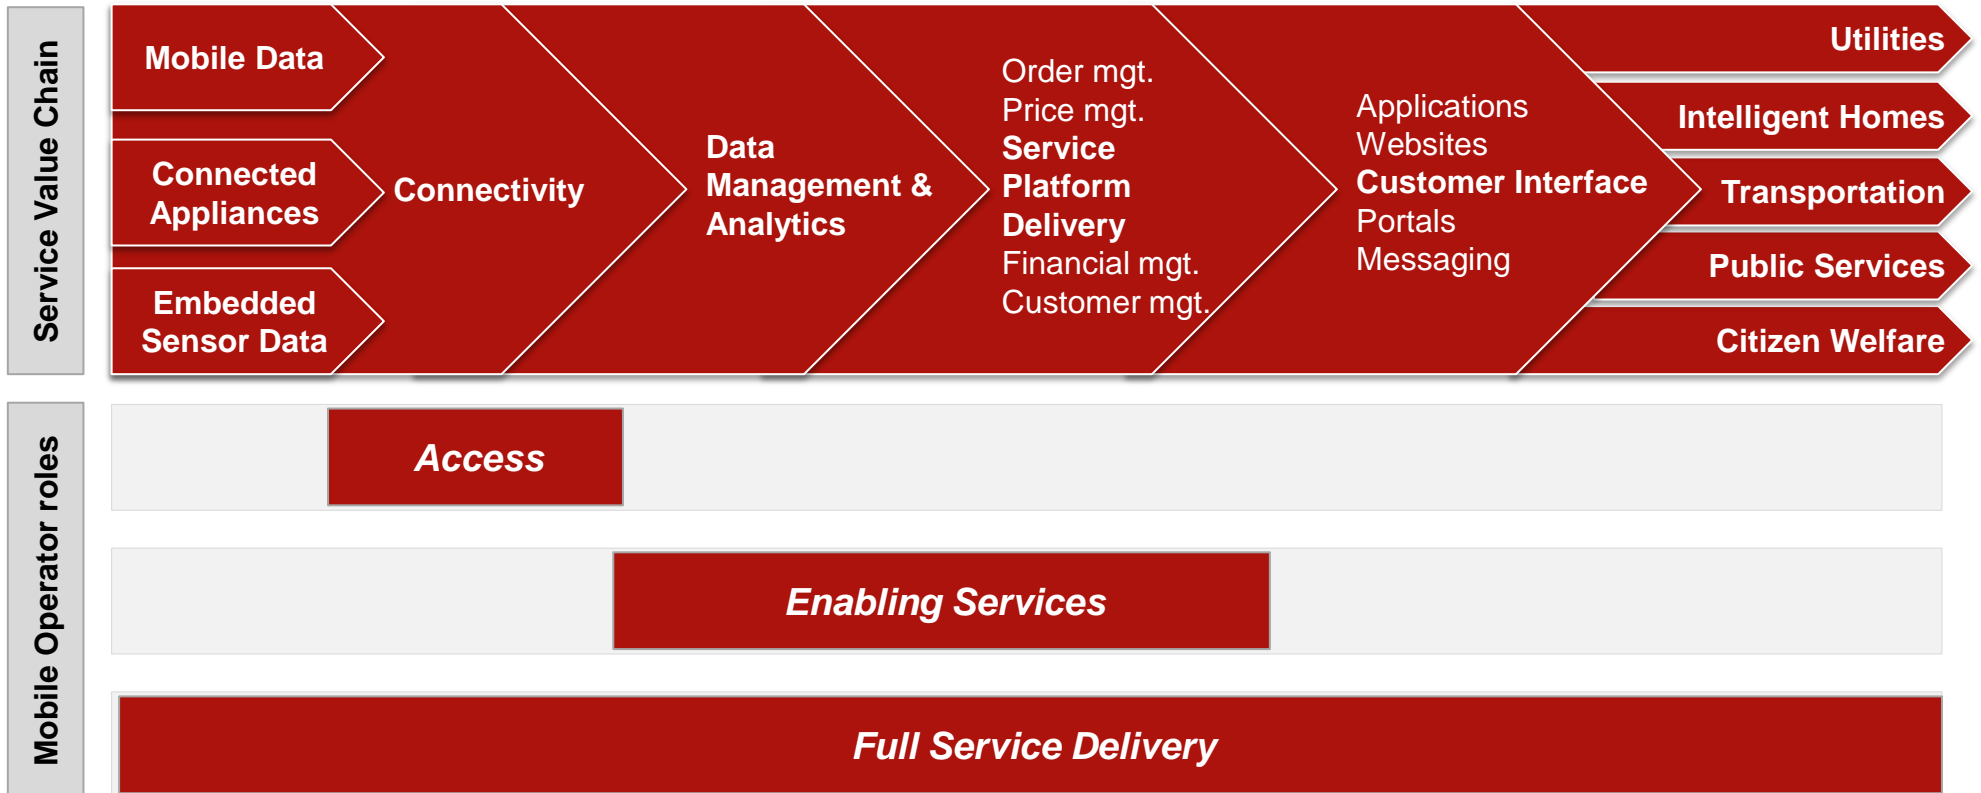 Service Value Chain
Mobile Data
Connected
Appliances
Embedded
Sensor Data
Connectivity
Data
Management &
Analytics
Order mgt.
Price mgt.
Service
Platform
Delivery
Financial mgt.
Customer mgt.
Applications
Websites
Customer Interface
Portals
Messaging
Utilities
Intelligent Homes
Transportation
Public Services
Citizen Welfare
Mobile Operator roles
Access
Enabling Services
Full Service Delivery